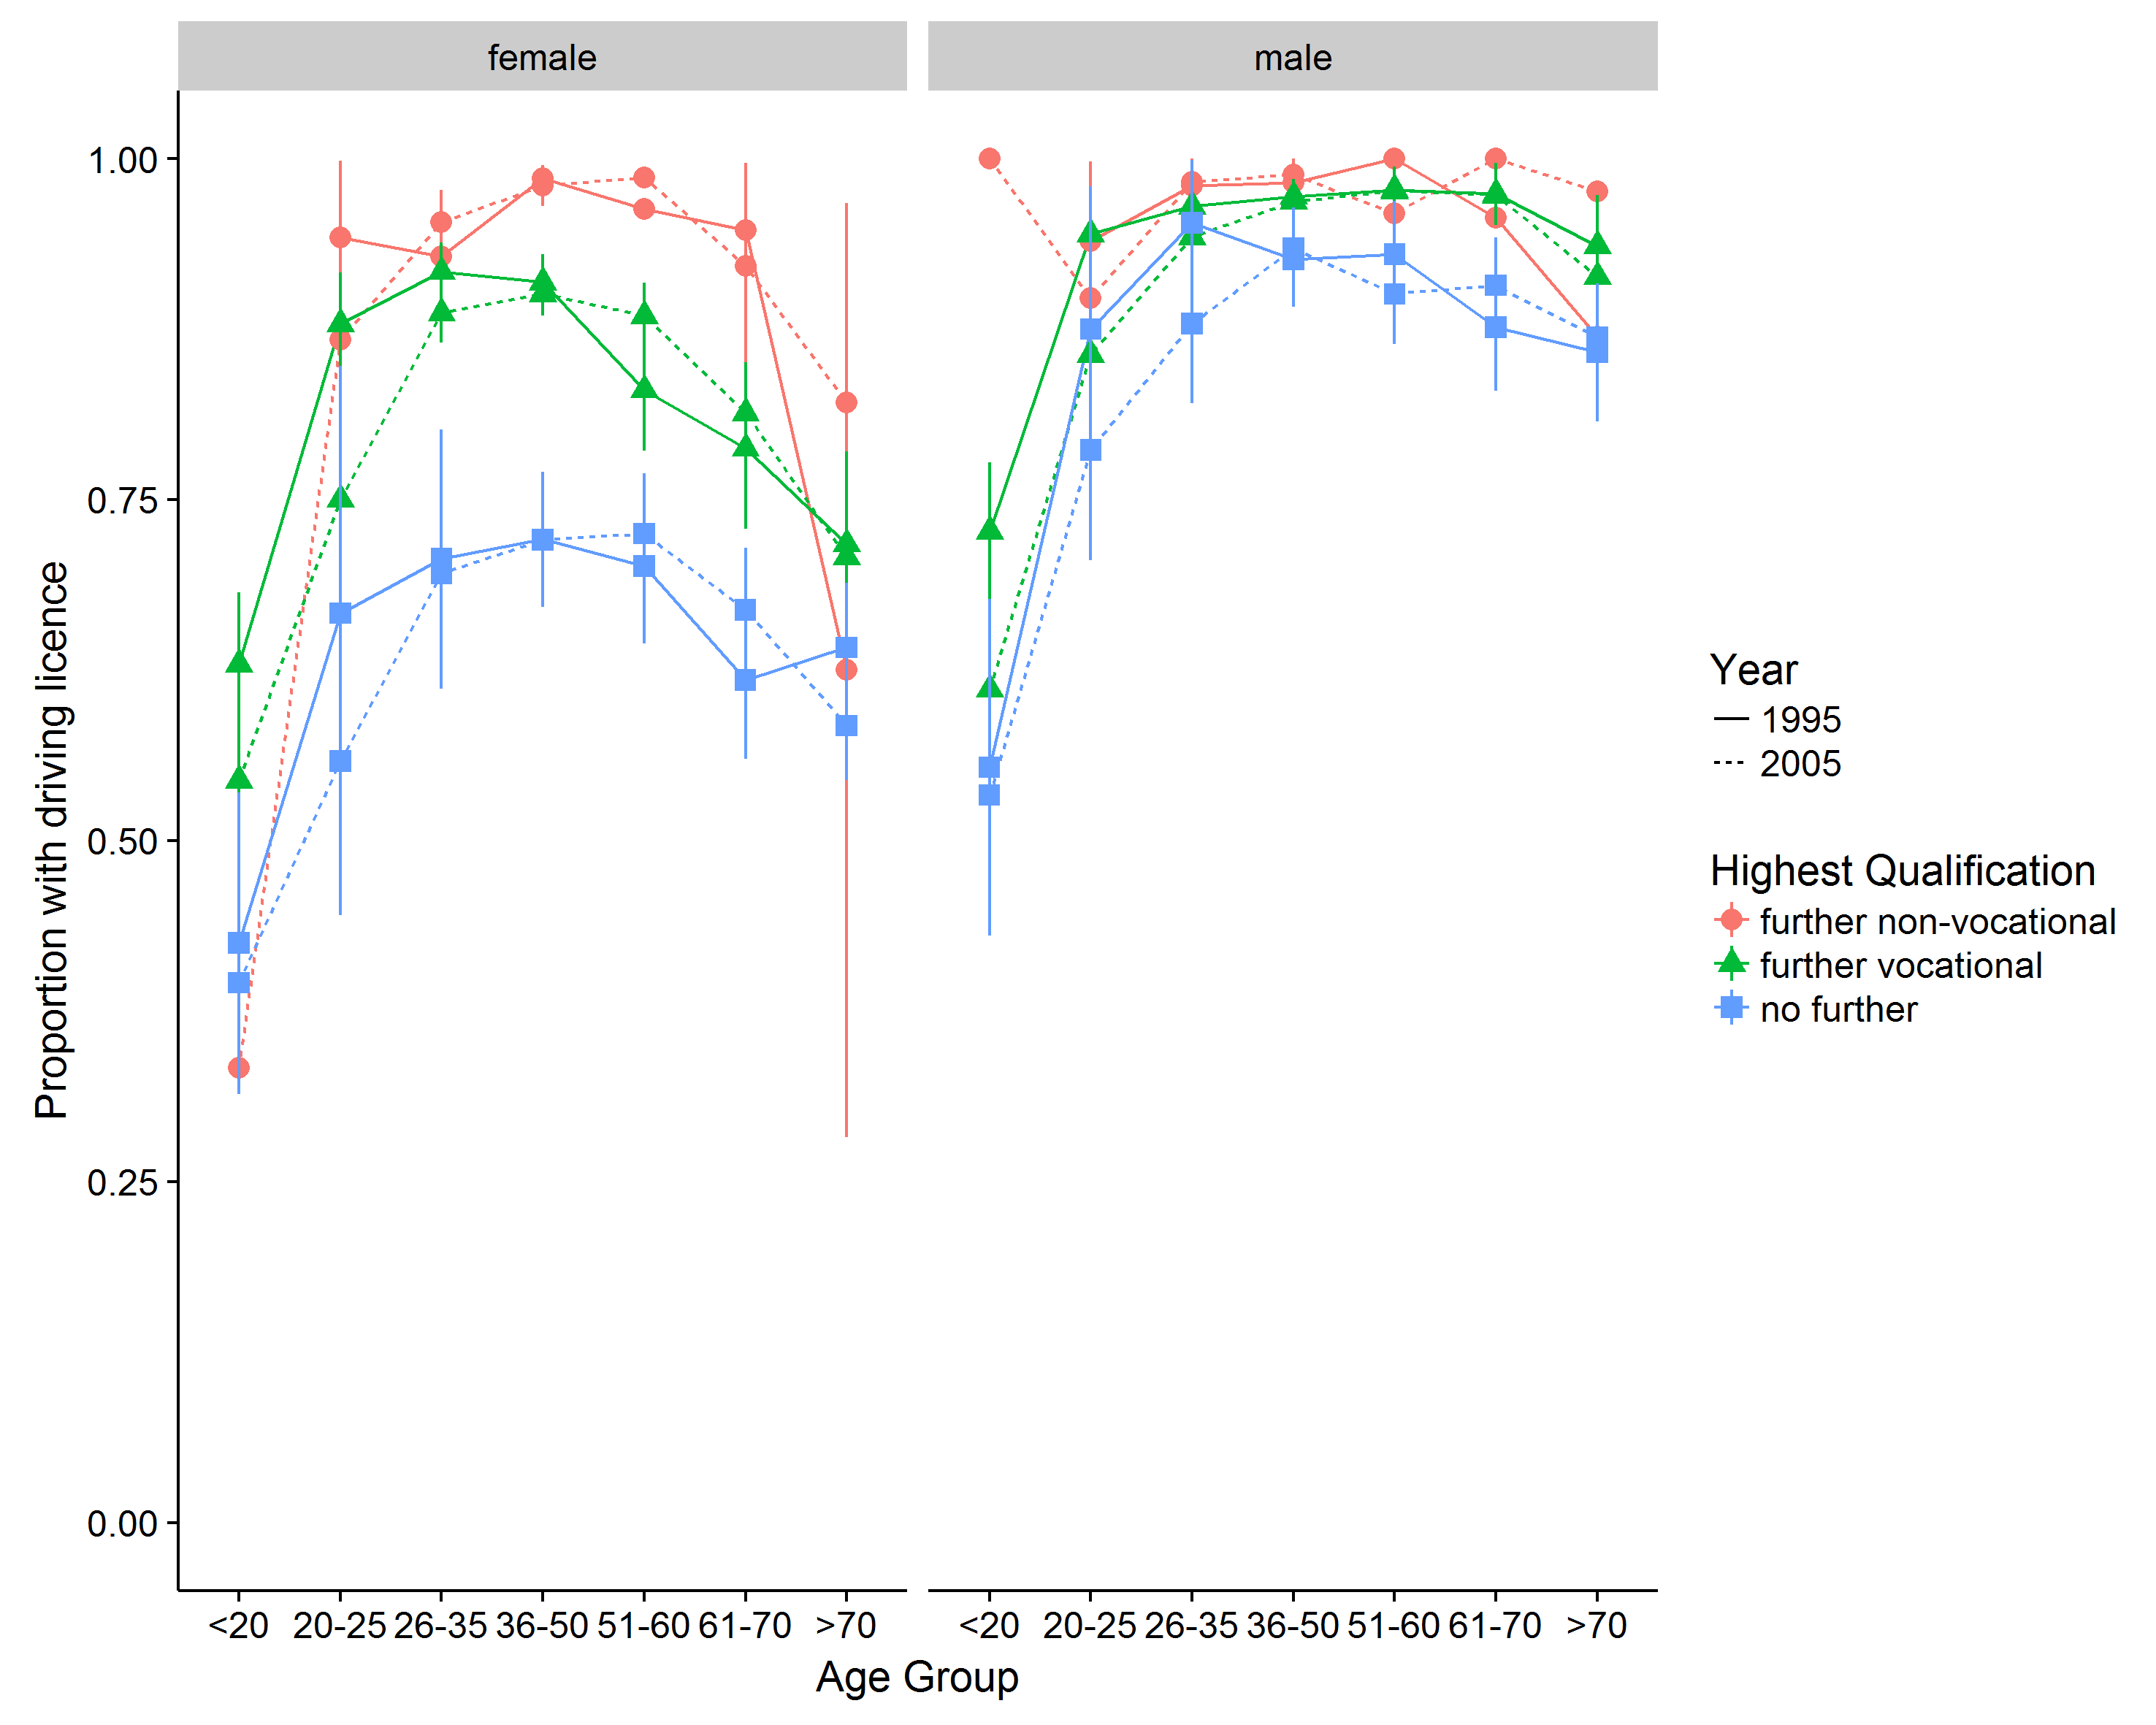 female
male
1.00
0.75
0.50
0.25
0.00
Proportion with driving licence
<20 20-25 26-35 36-50 51-60 61-70 >70
<20 20-25 26-35 36-50 51-60 61-70 >70
Age Group
Year
1995
2005
Highest Qualification
further non-vocational
further vocational
no further